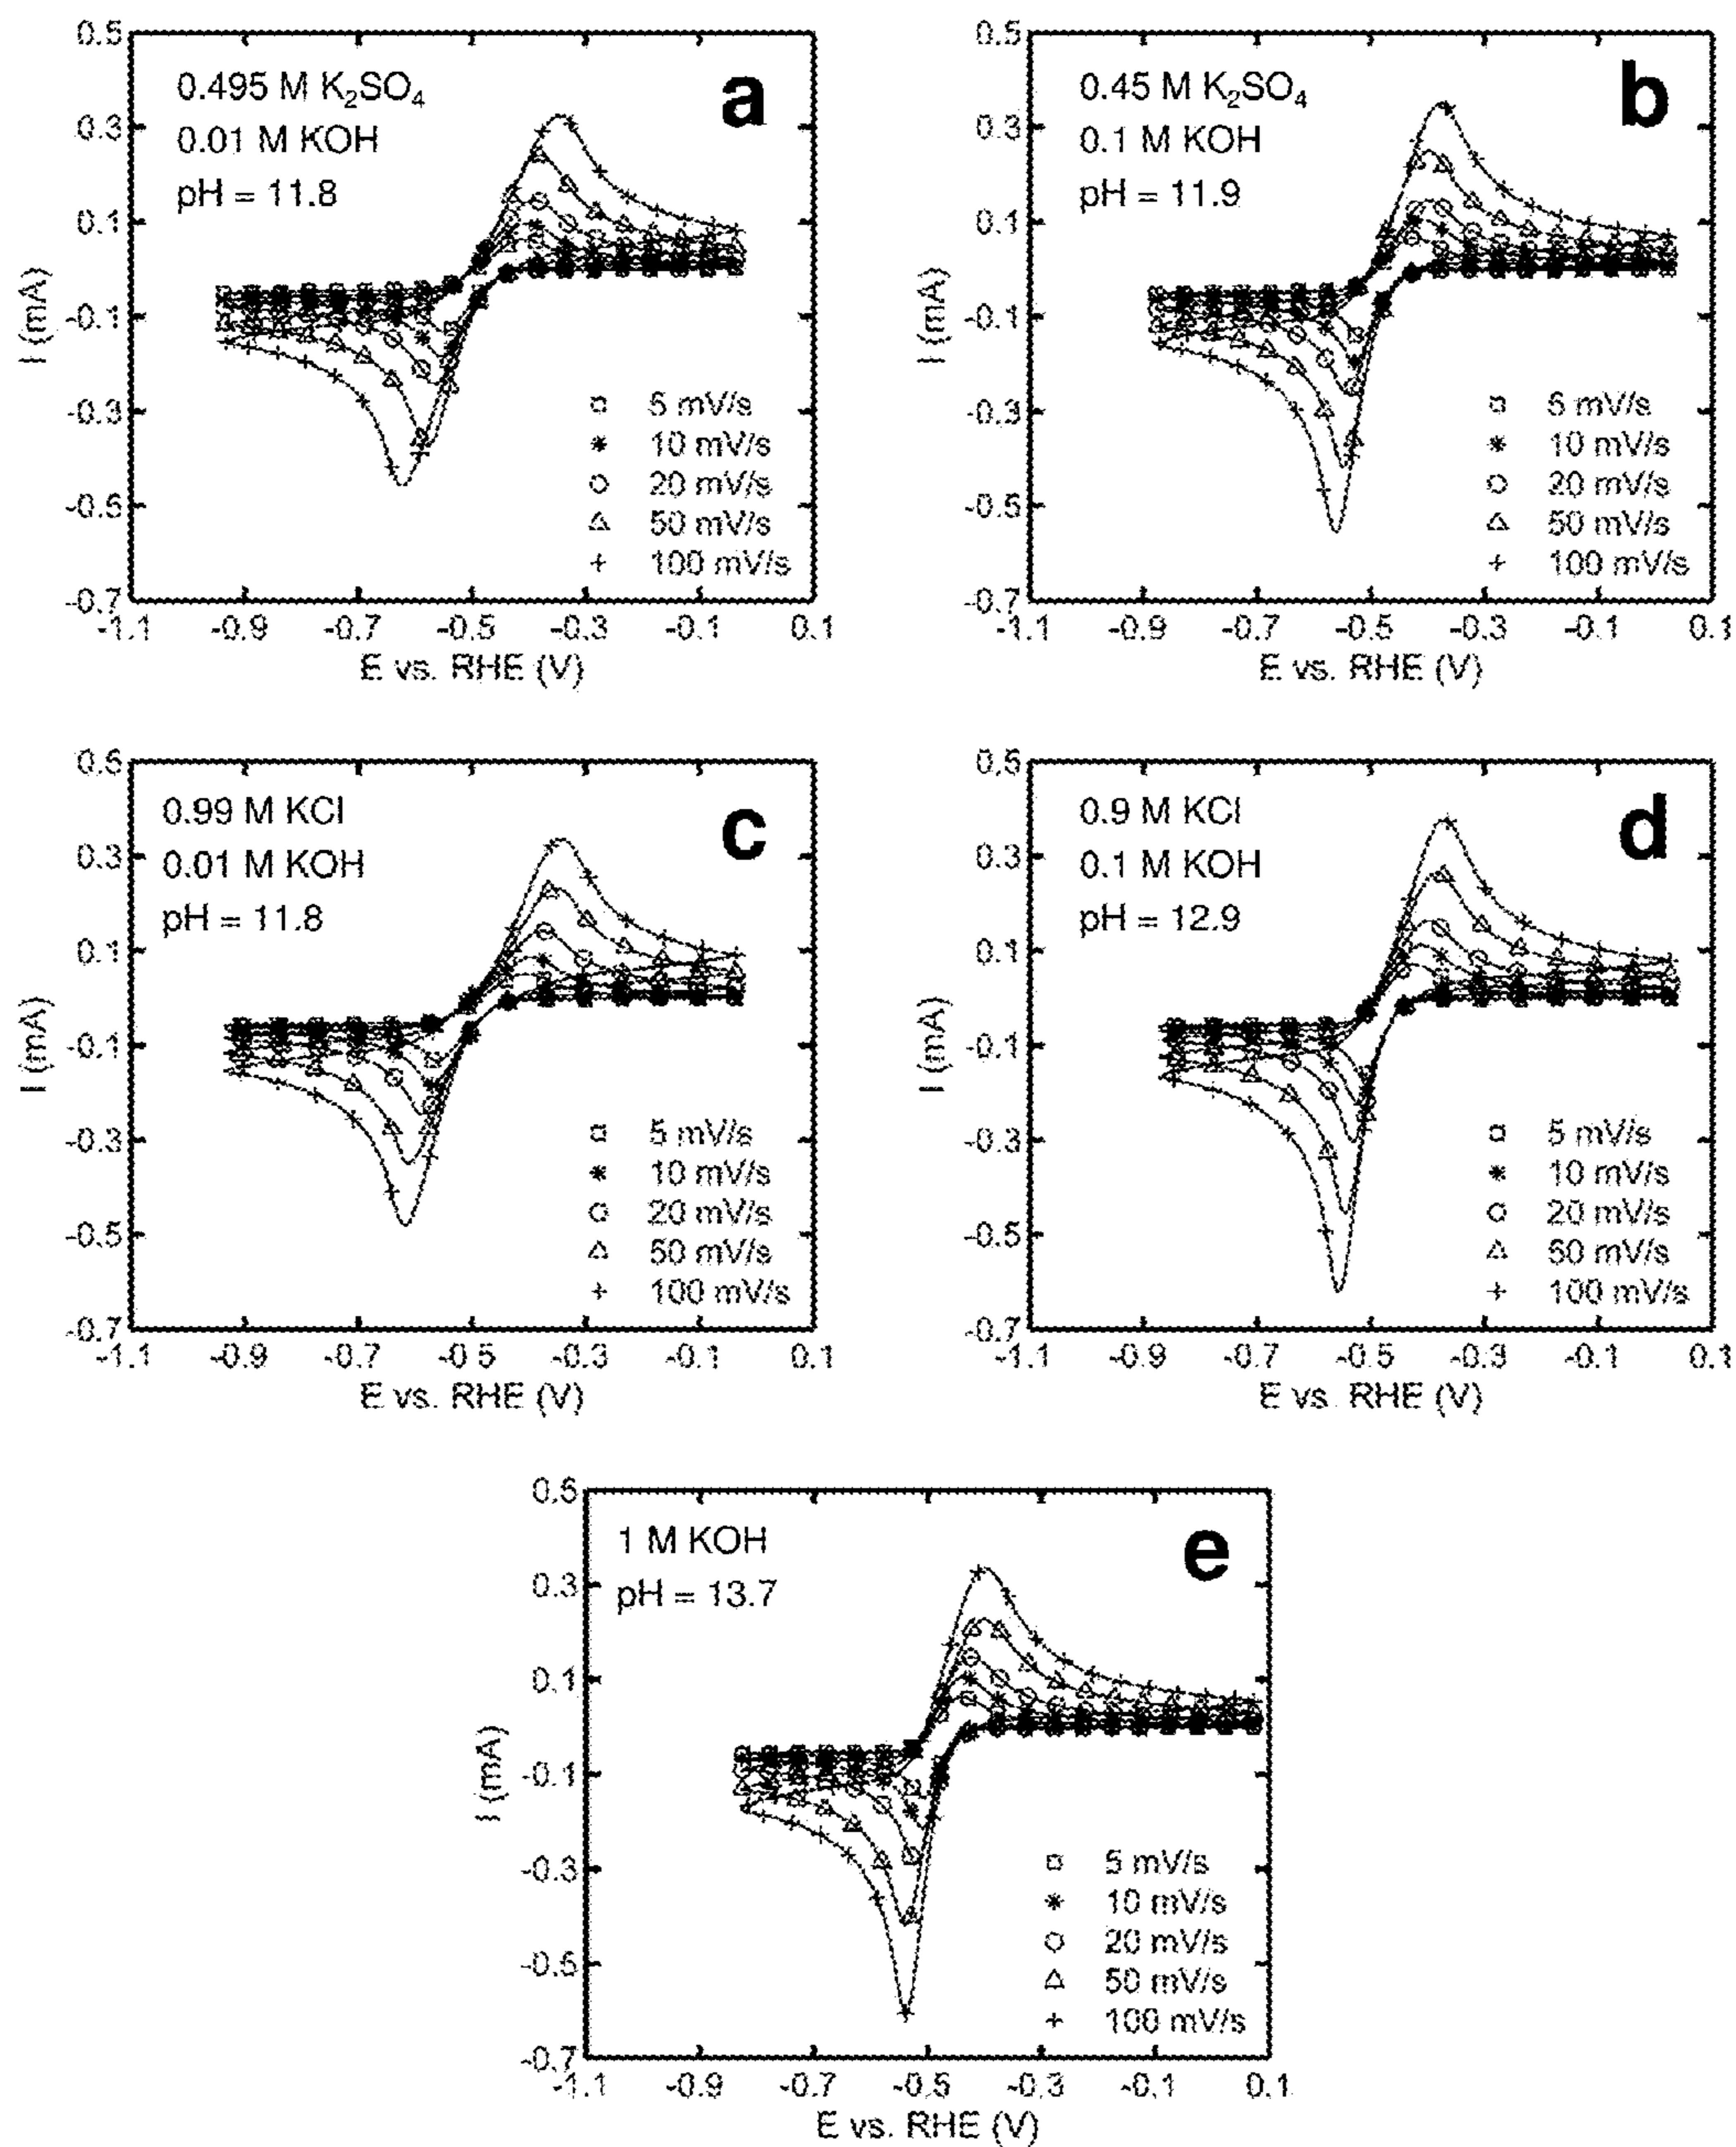 0.5
0.3
0.1
-0.1
-0.3
-0.5
-0.7
I (mA)
0.495 M K₂SO₄
0.01 M KOH
pH = 11.8
a
5 mV/s
10 mV/s
20 mV/s
50 mV/s
100 mV/s
-1.1 -0.9 -0.7 -0.5 -0.3 -0.1 0.1
E vs. RHE (V)
0.5
0.3
0.1
-0.1
-0.3
-0.5
-0.7
I (mA)
0.45 M K₂SO₄
0.1 M KOH
pH = 11.9
b
5 mV/s
10 mV/s
20 mV/s
50 mV/s
100 mV/s
-1.1 -0.9 -0.7 -0.5 -0.3 -0.1 0.1
E vs. RHE (V)
0.5
0.3
0.1
-0.1
-0.3
-0.5
-0.7
I (mA)
0.99 M KCl
0.01 M KOH
pH = 11.8
c
5 mV/s
10 mV/s
20 mV/s
50 mV/s
100 mV/s
-1.1 -0.9 -0.7 -0.5 -0.3 -0.1 0.1
E vs. RHE (V)
0.5
0.3
0.1
-0.1
-0.3
-0.5
-0.7
I (mA)
0.9 M KCl
0.1 M KOH
pH = 12.9
d
5 mV/s
10 mV/s
20 mV/s
50 mV/s
100 mV/s
-1.1 -0.9 -0.7 -0.5 -0.3 -0.1 0.1
E vs. RHE (V)
0.5
0.3
0.1
-0.1
-0.3
-0.5
-0.7
I (mA)
1 M KOH
pH = 13.7
e
5 mV/s
10 mV/s
20 mV/s
50 mV/s
100 mV/s
-1.1 -0.9 -0.7 -0.5 -0.3 -0.1 0.1
E vs. RHE (V)